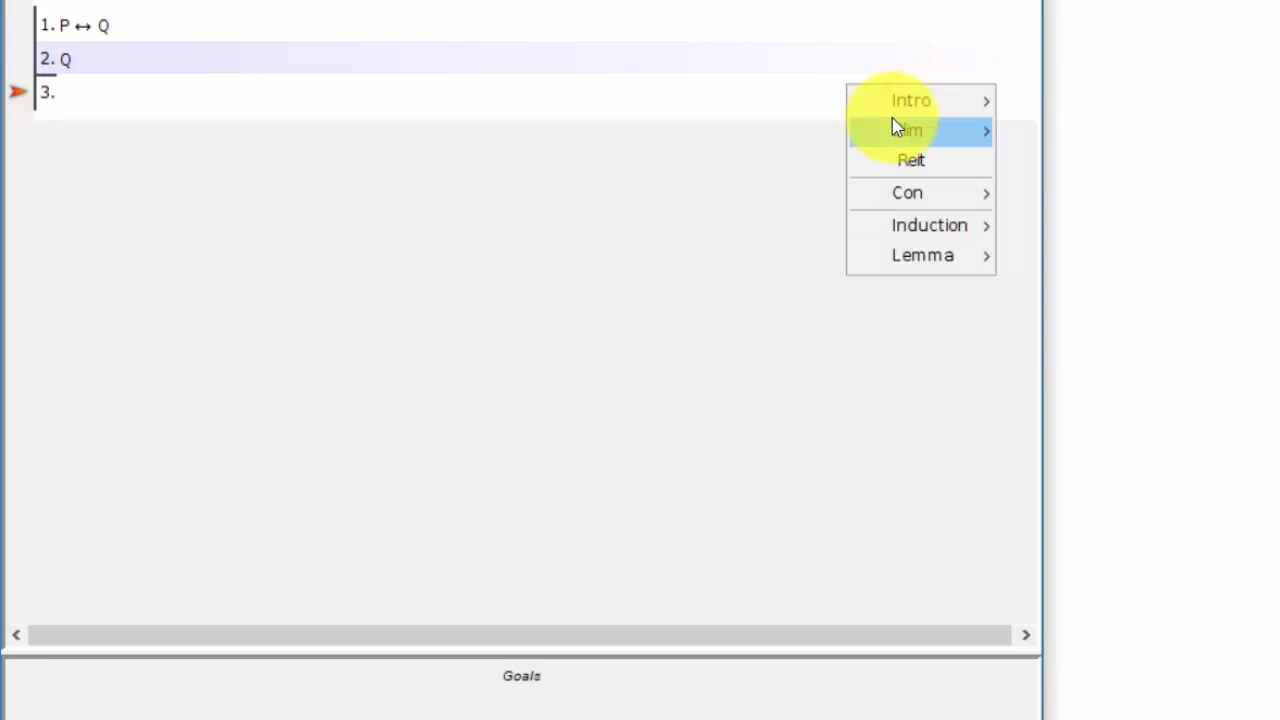 1. P ↔ Q
2. Q
3.
Intro
Reit
Con
Induction
Lemma
Goals